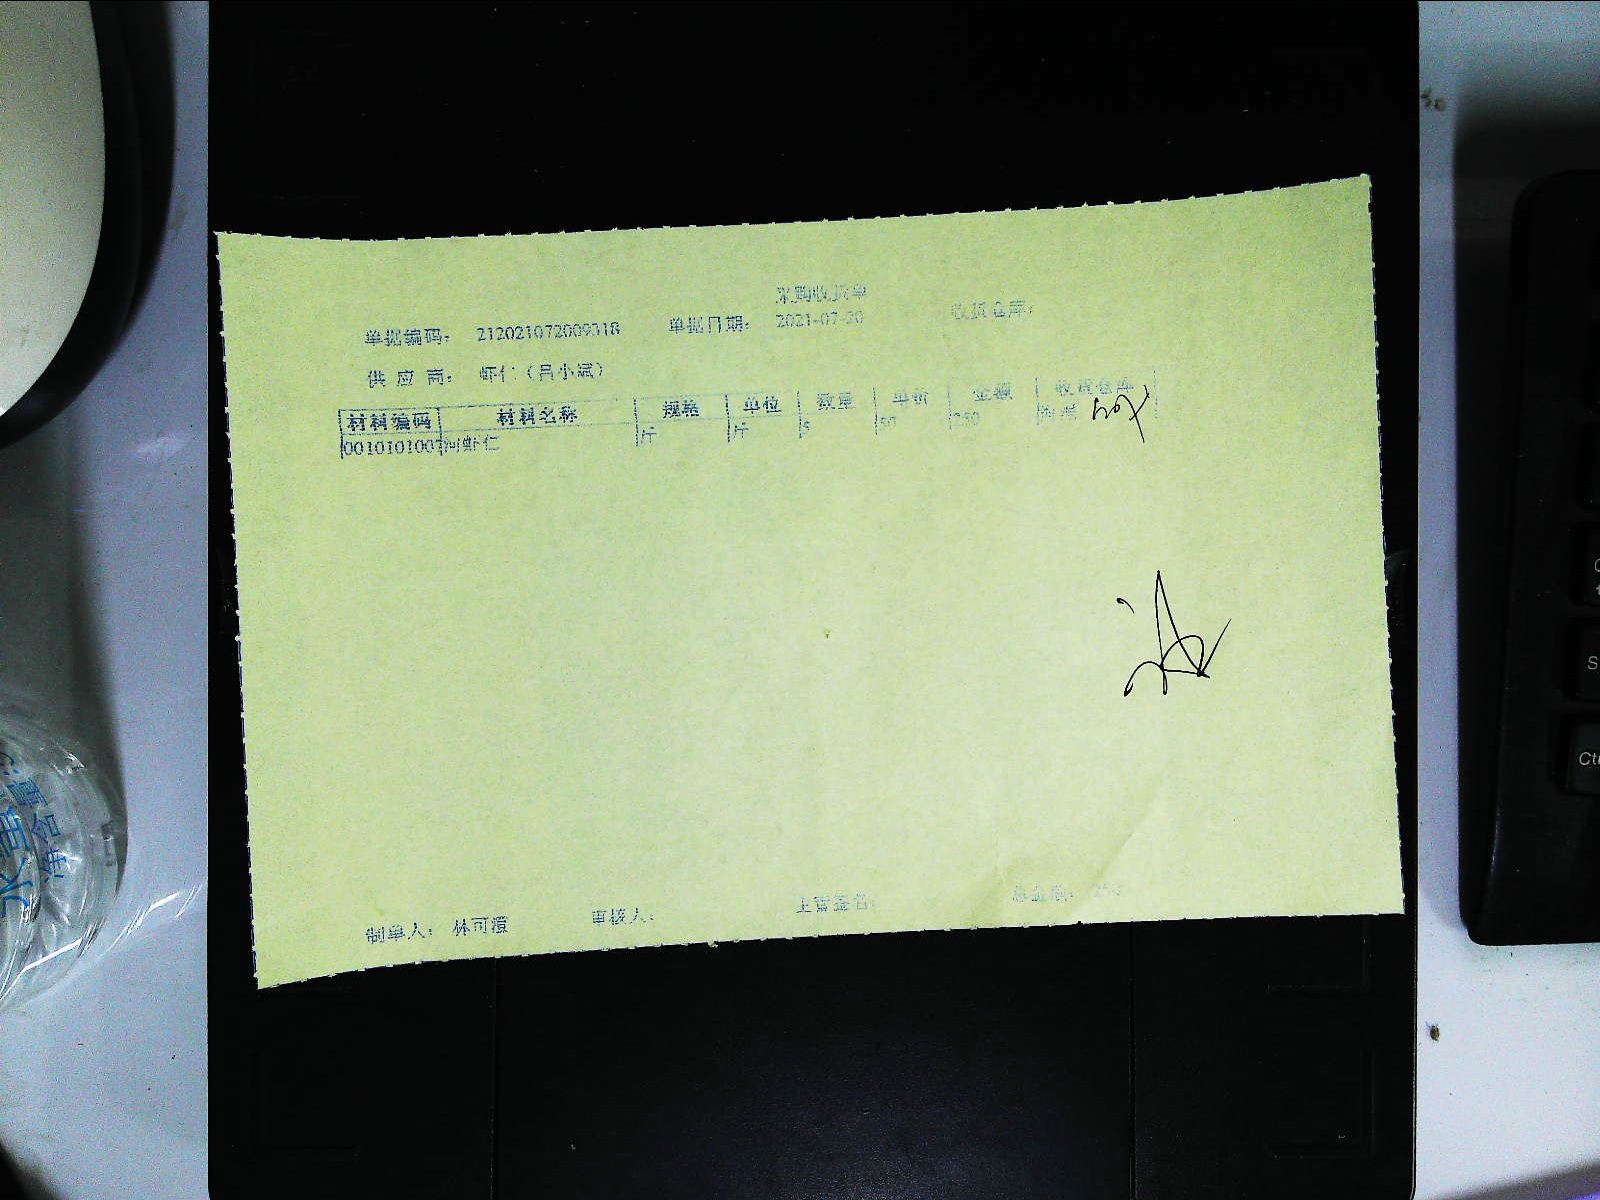 采购收货单
单据编码: 212021072009318 单据日期: 2021-07-20 收货仓库:
供应商: 虾仁(吕小斌)
材料编码 材料名称 规格 单位 数量 单价 金额 收货仓库
0010101007 河虾仁 斤 斤 5 50 250
制单人: 林可濃 审核人: 主管签名: 总金额: 250
Ctrl
S